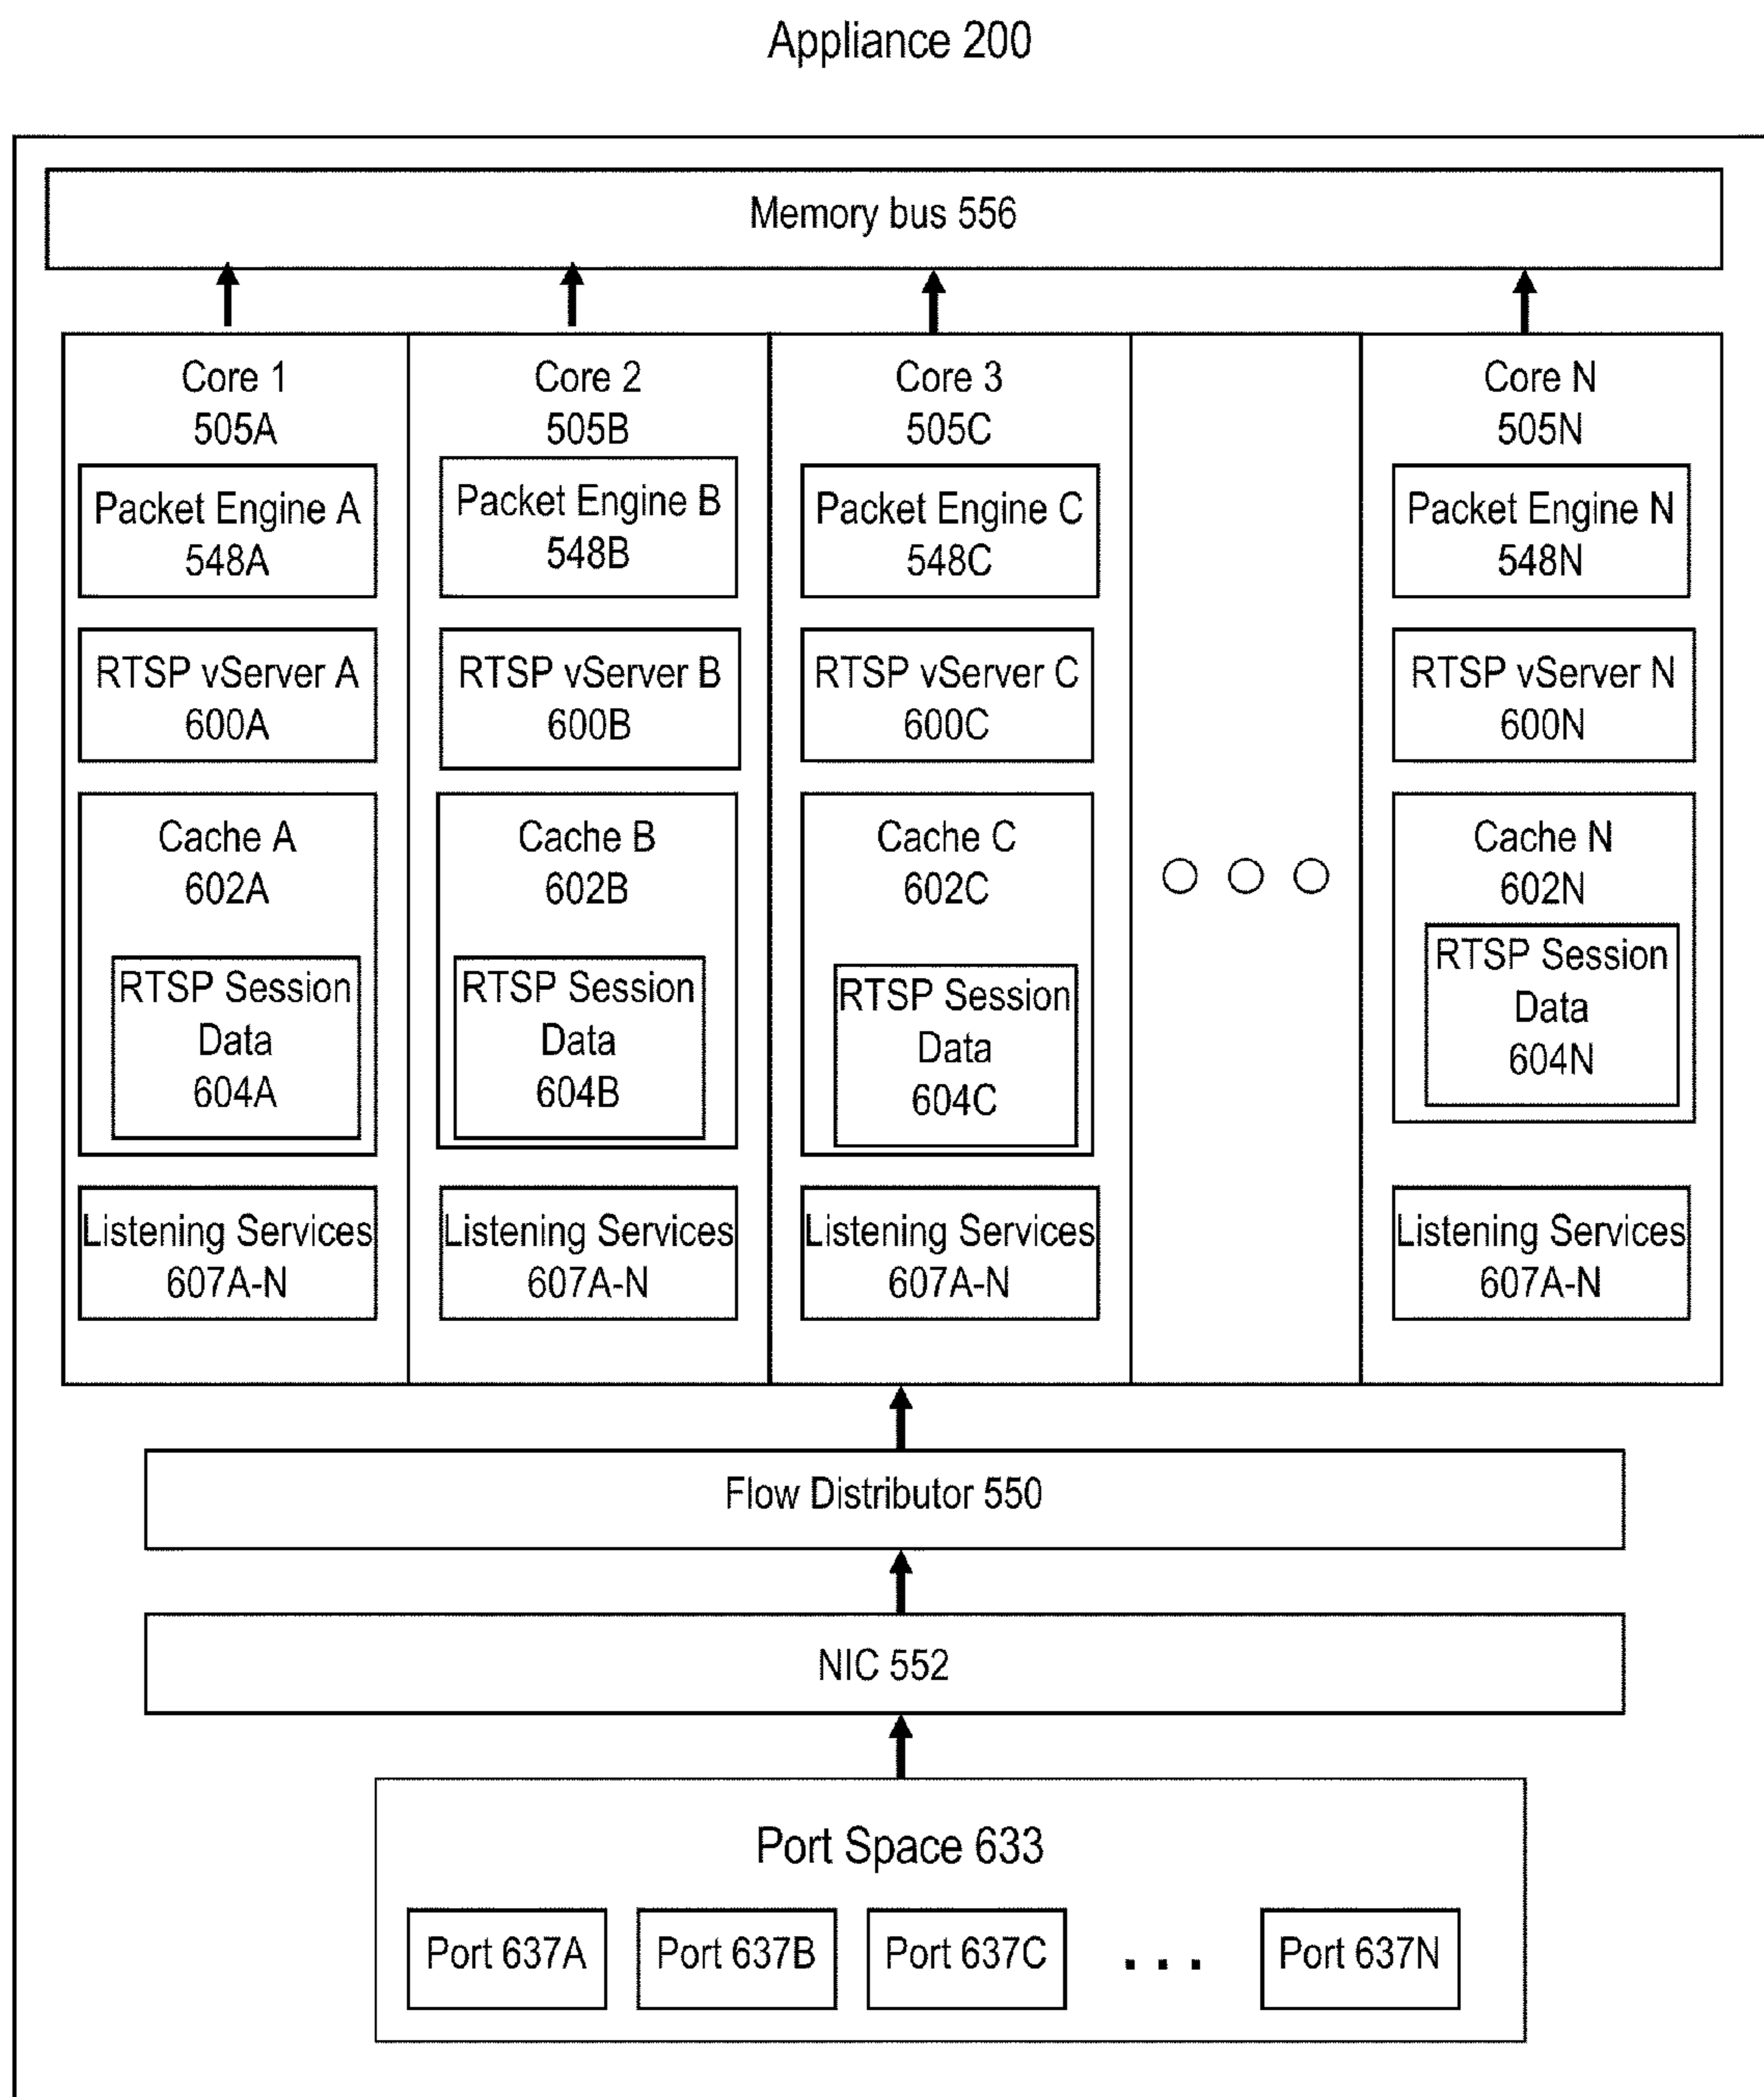 Appliance 200
Memory bus 556
Core 1
505A
Packet Engine A
548A
RTSP vServer A
600A
Cache A
602A
RTSP Session
Data
604A
Listening Services
607A-N
Core 2
505B
Packet Engine B
548B
RTSP vServer B
600B
Cache B
602B
RTSP Session
Data
604B
Listening Services
607A-N
Core 3
505C
Packet Engine C
548C
RTSP vServer C
600C
Cache C
602C
RTSP Session
Data
604C
Listening Services
607A-N
Core N
505N
Packet Engine N
548N
RTSP vServer N
600N
Cache N
602N
RTSP Session
Data
604N
Listening Services
607A-N
Flow Distributor 550
NIC 552
Port Space 633
Port 637A
Port 637B
Port 637C
. . .
Port 637N